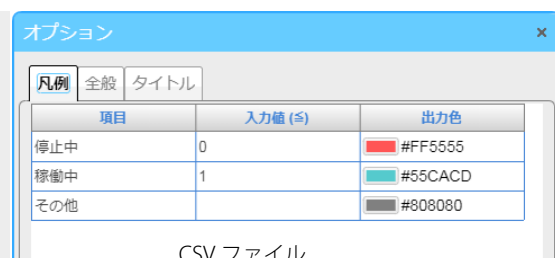 オプション ×
凡例 全般 タイトル
項目 入力値 (≦) 出力色
停止中 0 #FF5555
稼働中 1 #55CACD
その他 #808080
CSV ファイル